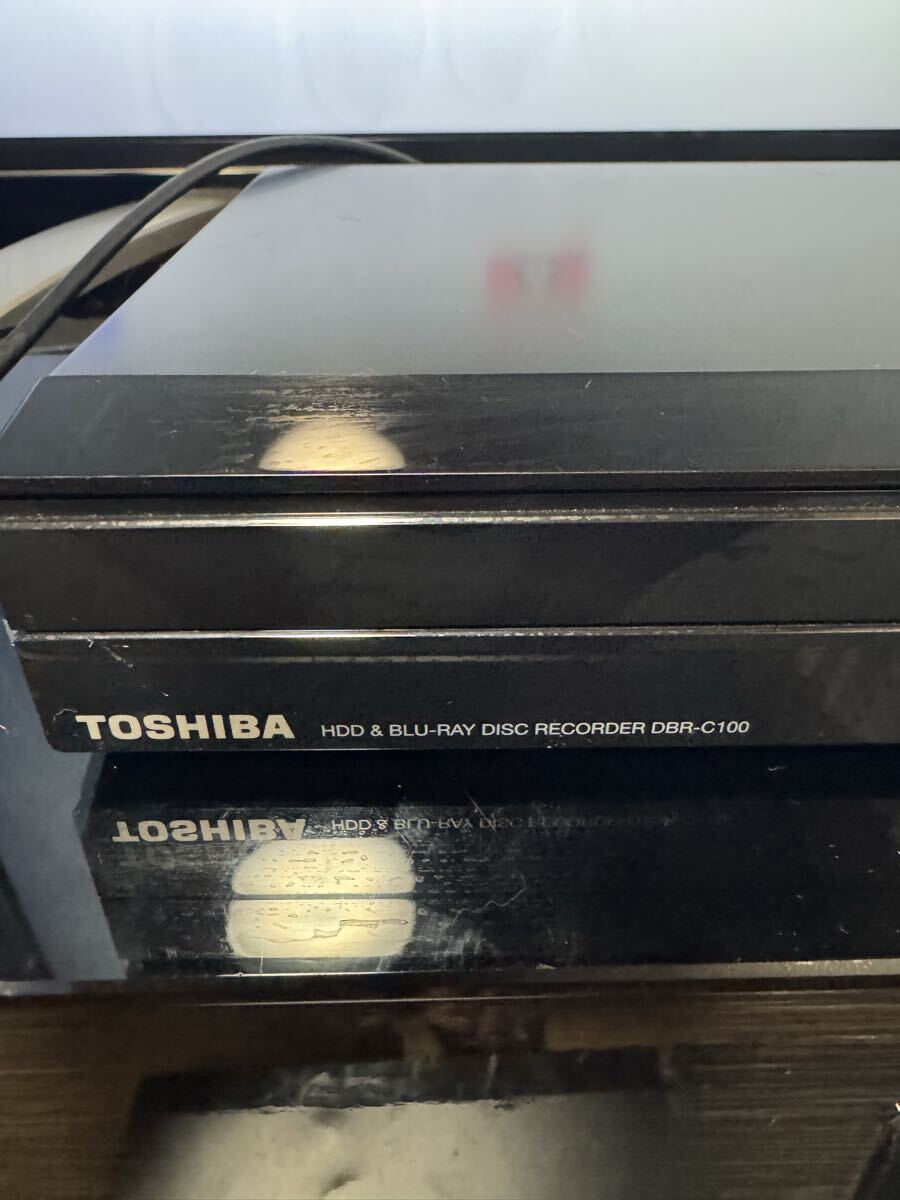 TOSHIBA HDD & BLU-RAY DISC RECORDER DBR-C100